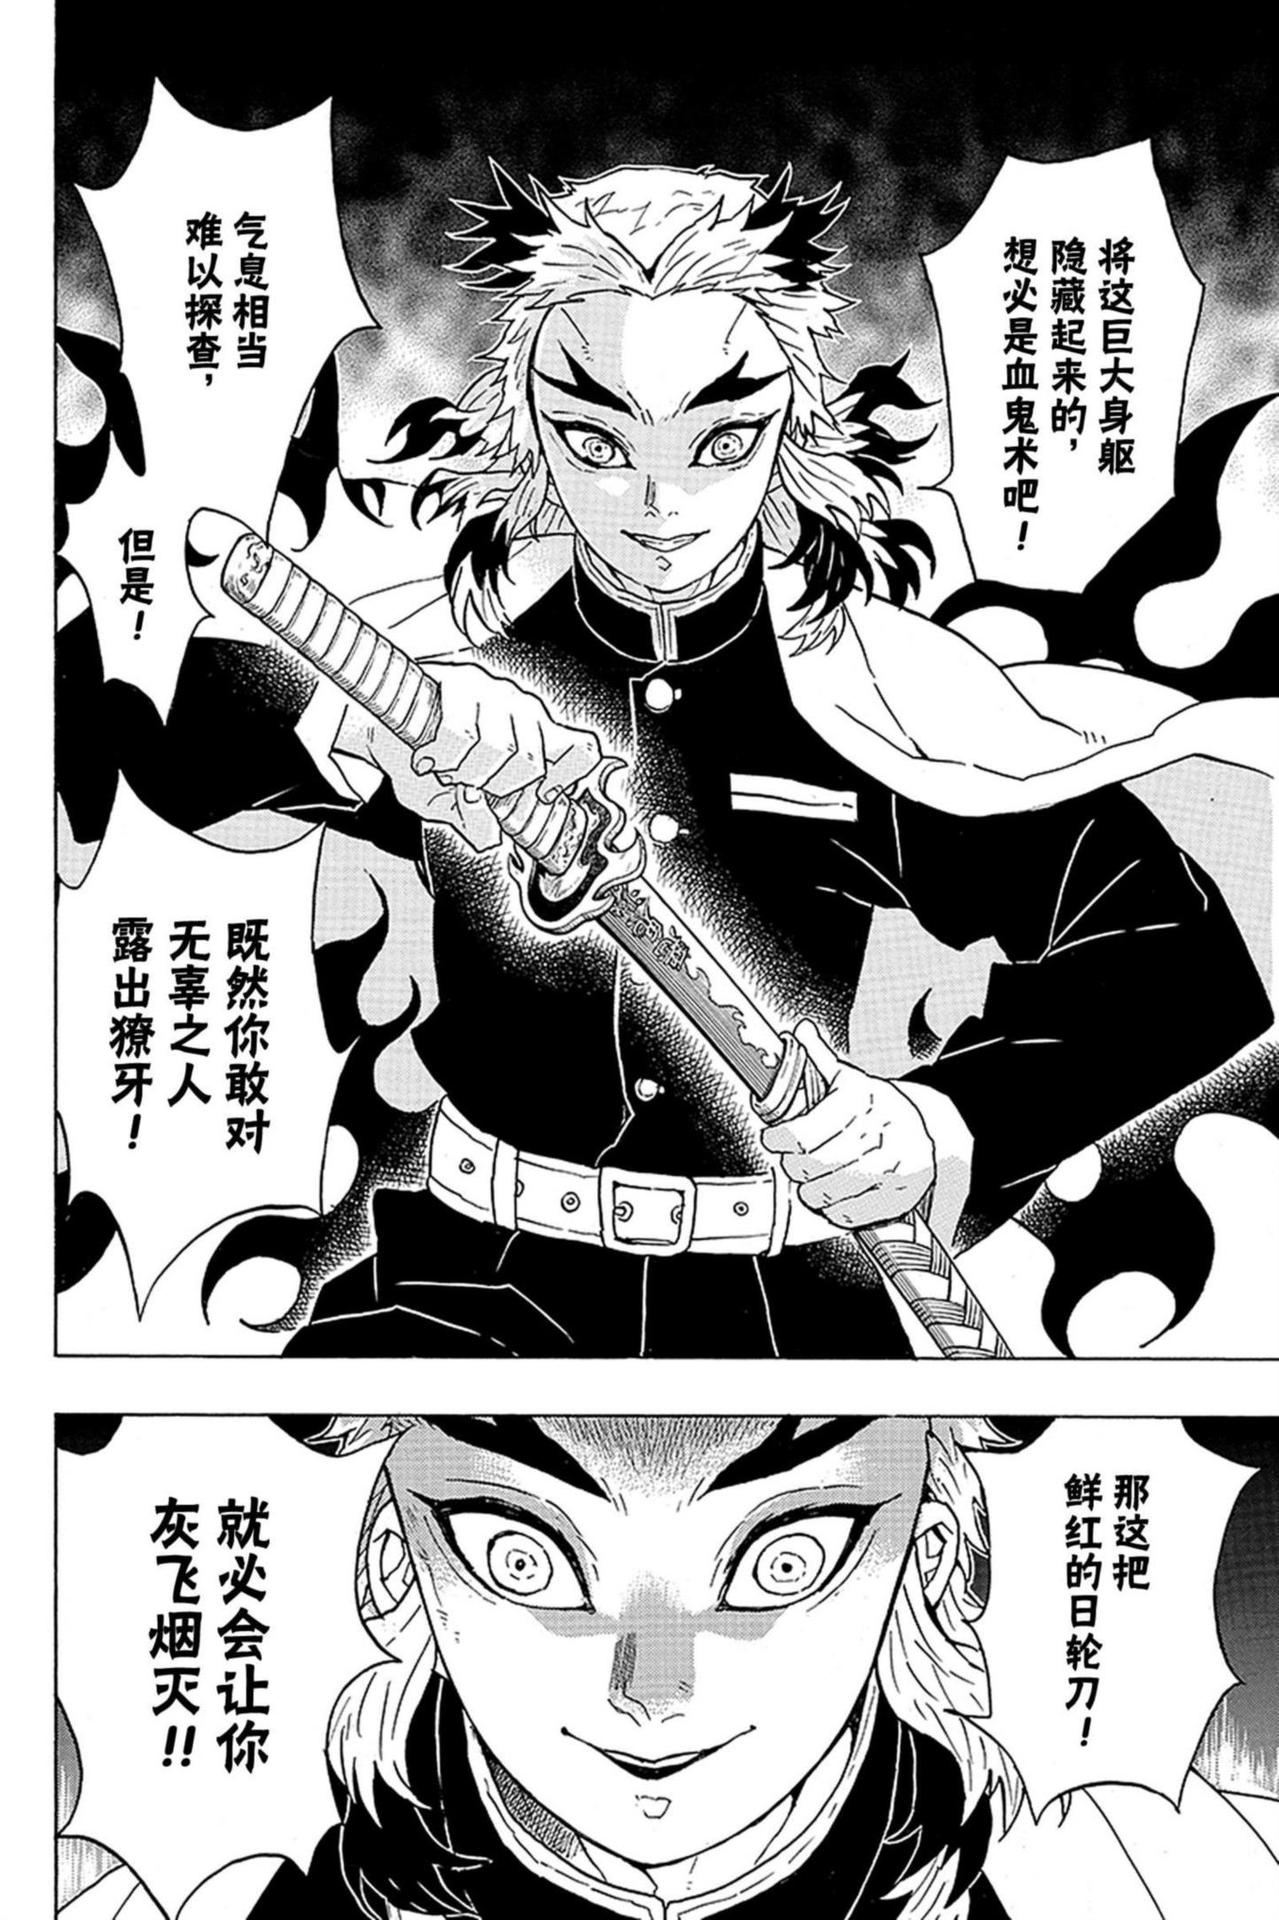 将这巨大身躯
隐藏起来的，
想必是血鬼术吧！
气息相当
难以探查，
但是！
既然你敢对
无辜之人
露出獠牙！
那这把
鲜红的日轮刀！
就必会让你
灰飞烟灭！！